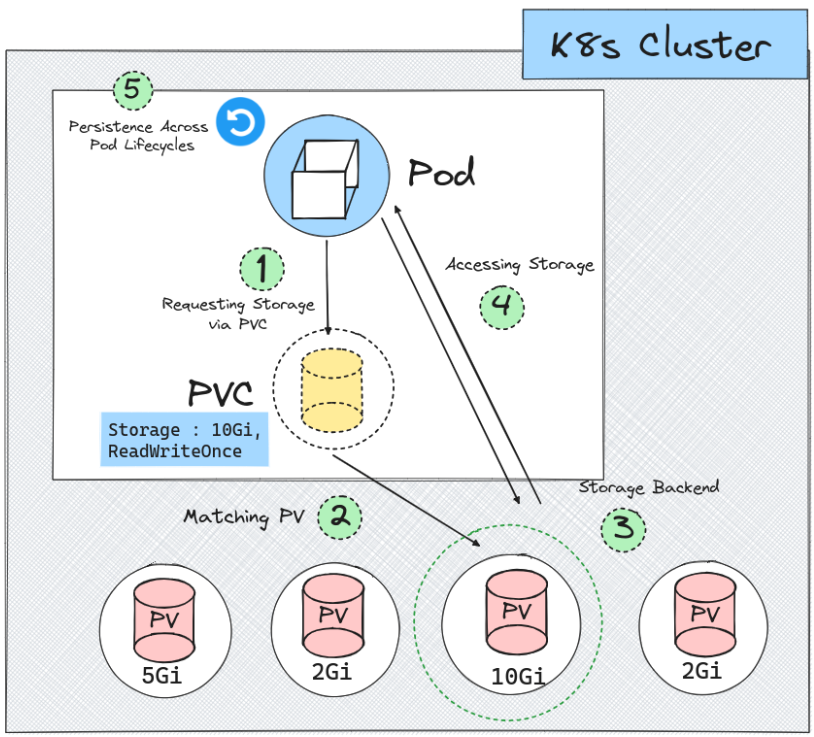 K8s Cluster
5
Persistence Across
Pod Lifecycles
Pod
1
Requesting Storage
via PVC
Accessing Storage
4
PVC
Storage : 10Gi,
ReadWriteOnce
Matching PV
2
Storage Backend
3
PV
5Gi
PV
2Gi
PV
10Gi
PV
2Gi